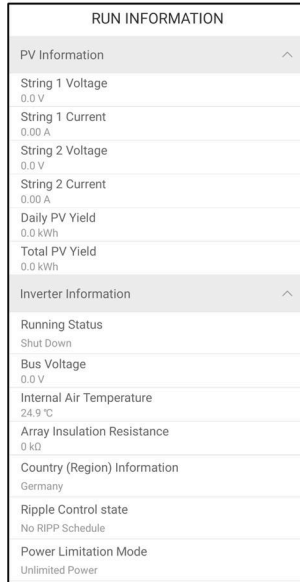 RUN INFORMATION
PV Information
String 1 Voltage
0.0 V
String 1 Current
0.00 A
String 2 Voltage
0.0 V
String 2 Current
0.00 A
Daily PV Yield
0.0 kWh
Total PV Yield
0.0 kWh
Inverter Information
Running Status
Shut Down
Bus Voltage
0.0 V
Internal Air Temperature
24.9 ℃
Array Insulation Resistance
0 kΩ
Country (Region) Information
Germany
Ripple Control state
No RIPP Schedule
Power Limitation Mode
Unlimited Power